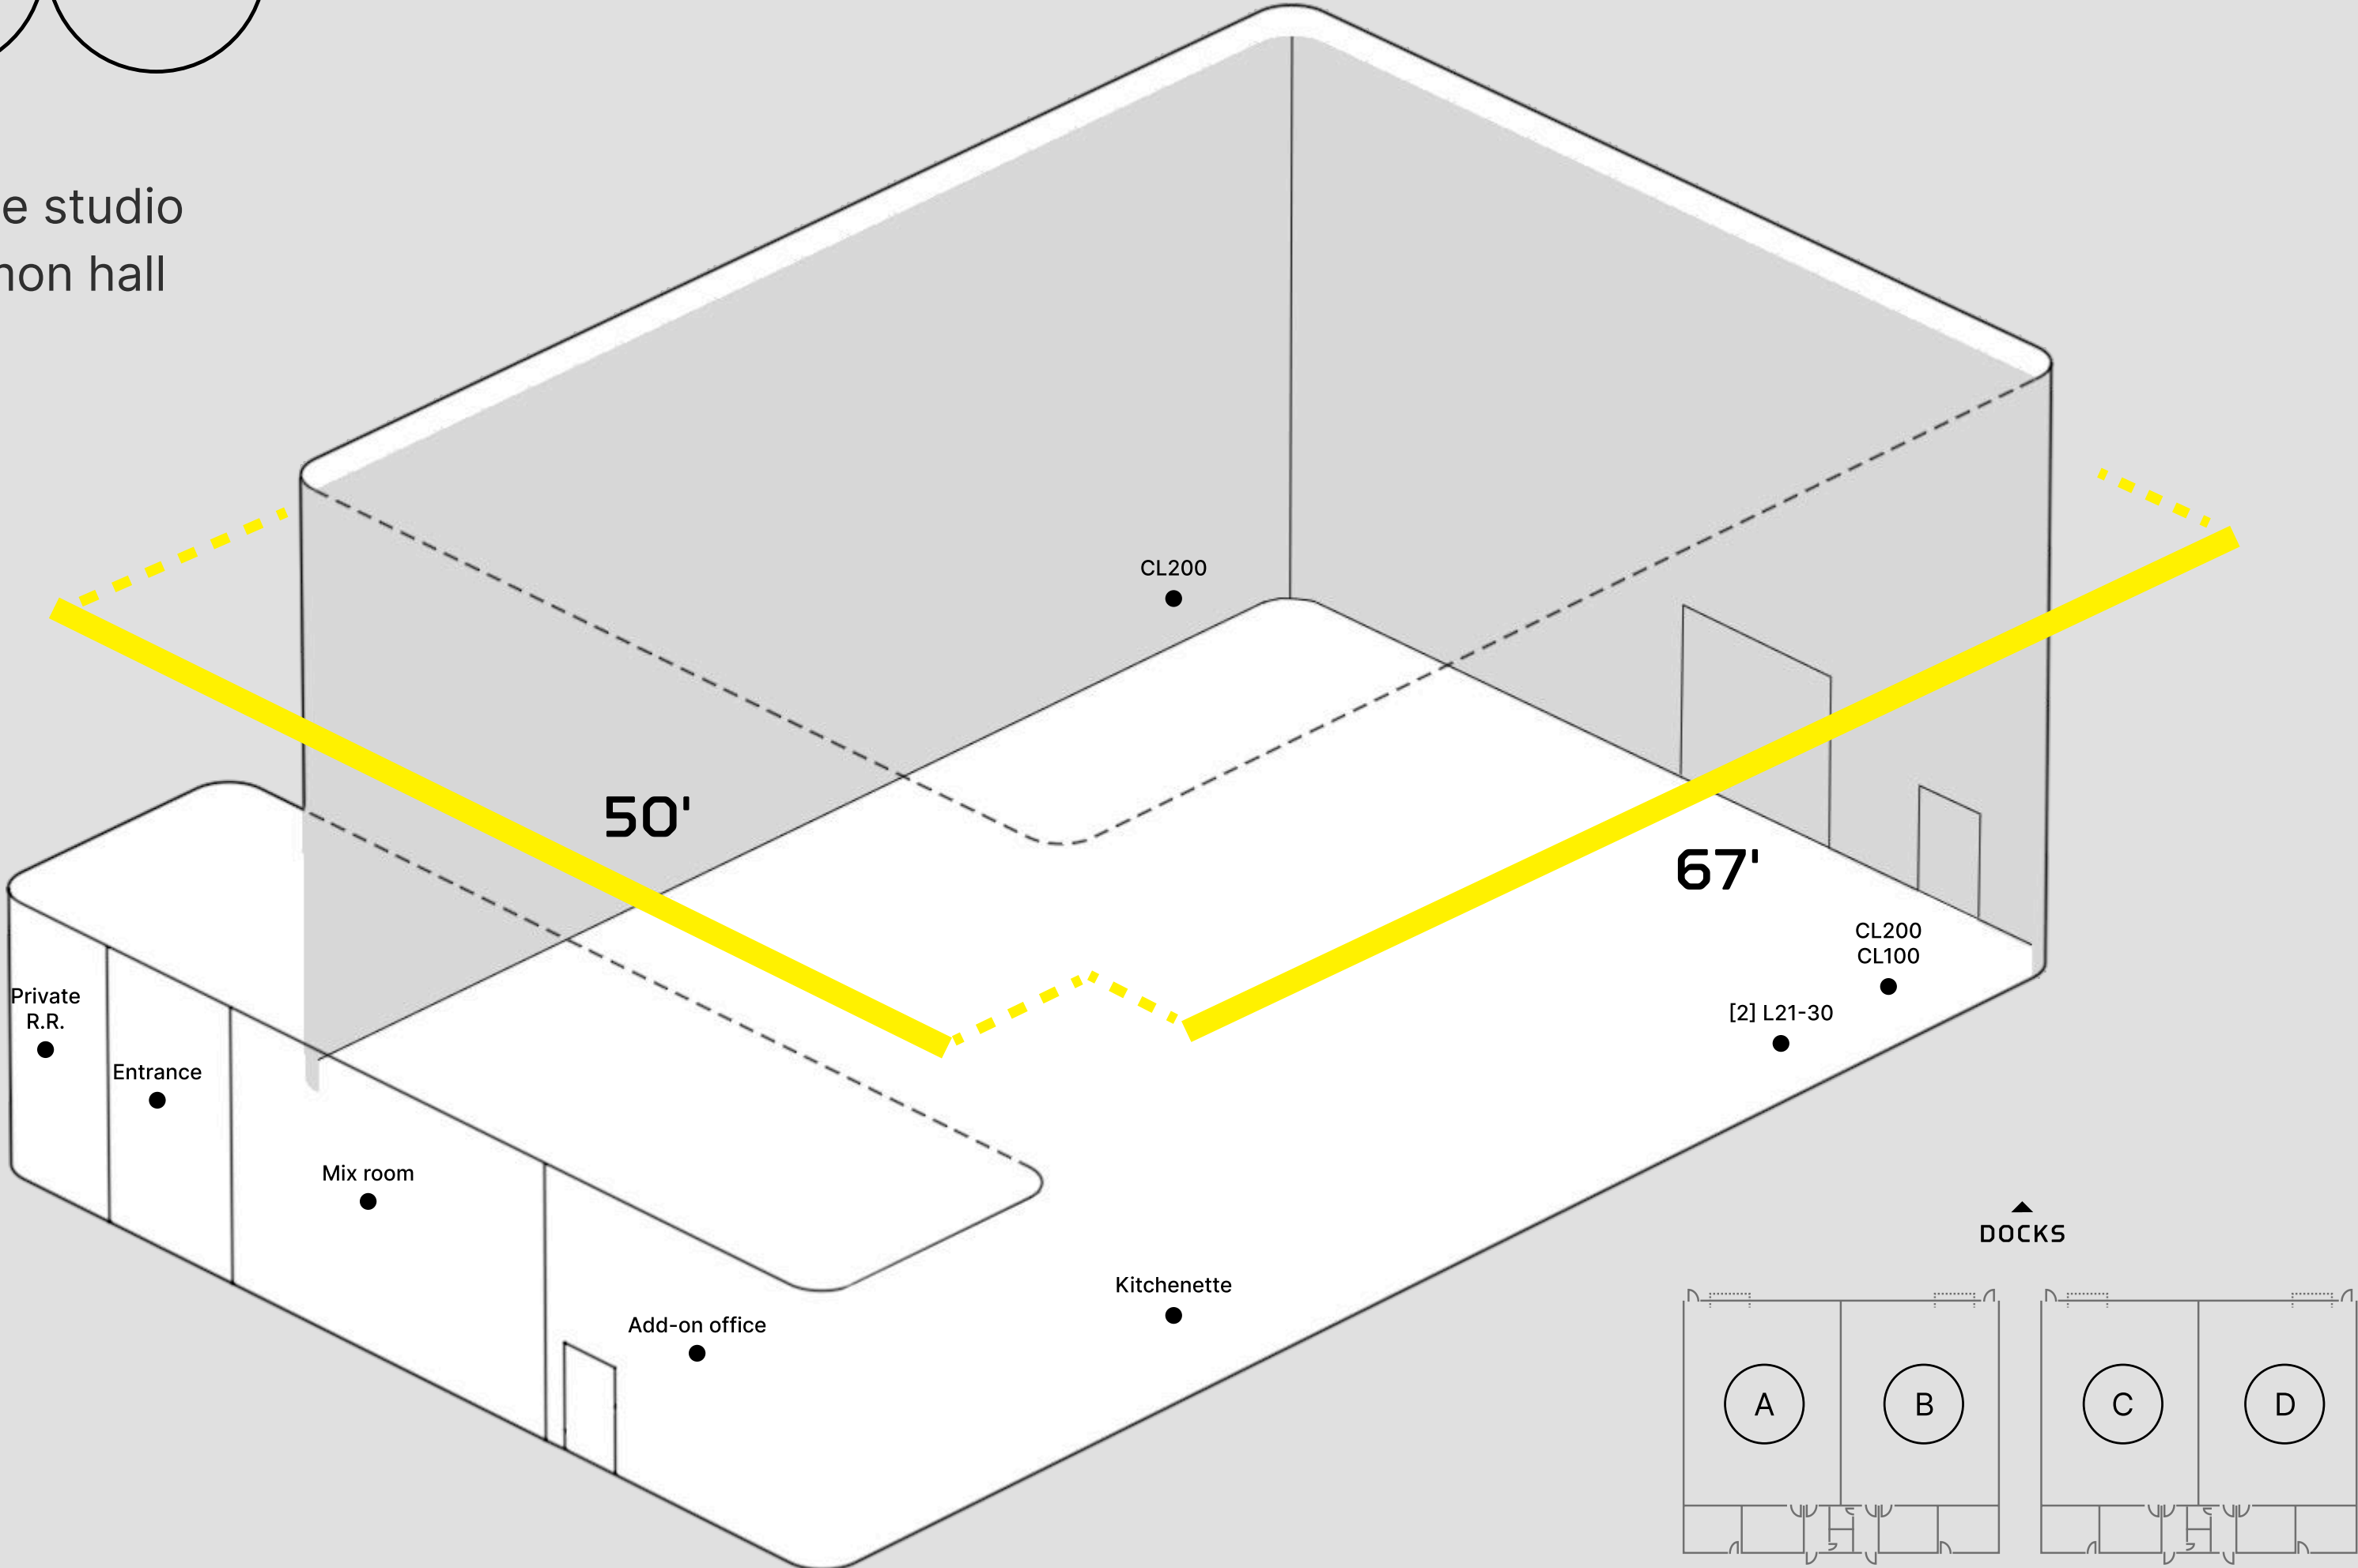 e studio
non hall
CL200
50'
67'
CL200
CL100
[2] L21-30
Private
R.R.
Entrance
Mix room
Add-on office
Kitchenette
DOCKS
A
B
C
D